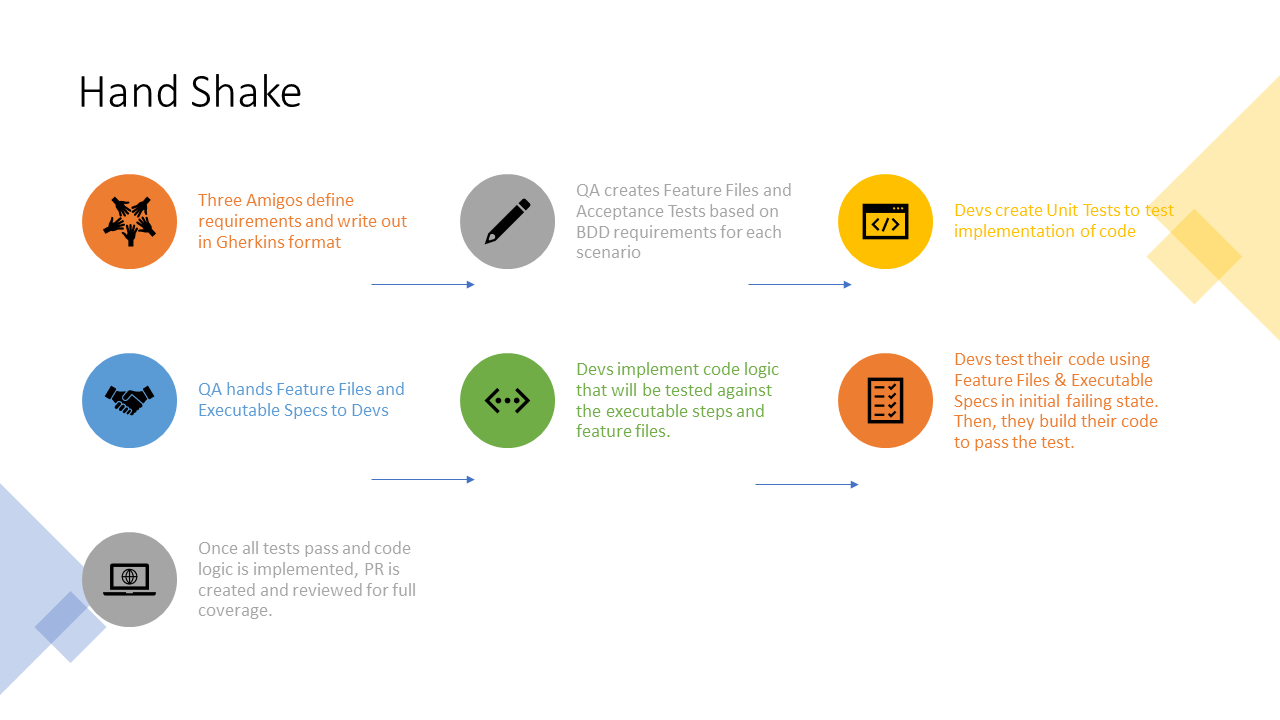 Hand Shake
Three Amigos define
requirements and write out
in Gherkins format
QA creates Feature Files and
Acceptance Tests based on
BDD requirements for each
scenario
Devs create Unit Tests to test
implementation of code
QA hands Feature Files and
Executable Specs to Devs
Devs implement code logic
that will be tested against
the executable steps and
feature files.
Devs test their code using
Feature Files & Executable
Specs in initial failing state.
Then, they build their code
to pass the test.
Once all tests pass and code
logic is implemented, PR is
created and reviewed for full
coverage.